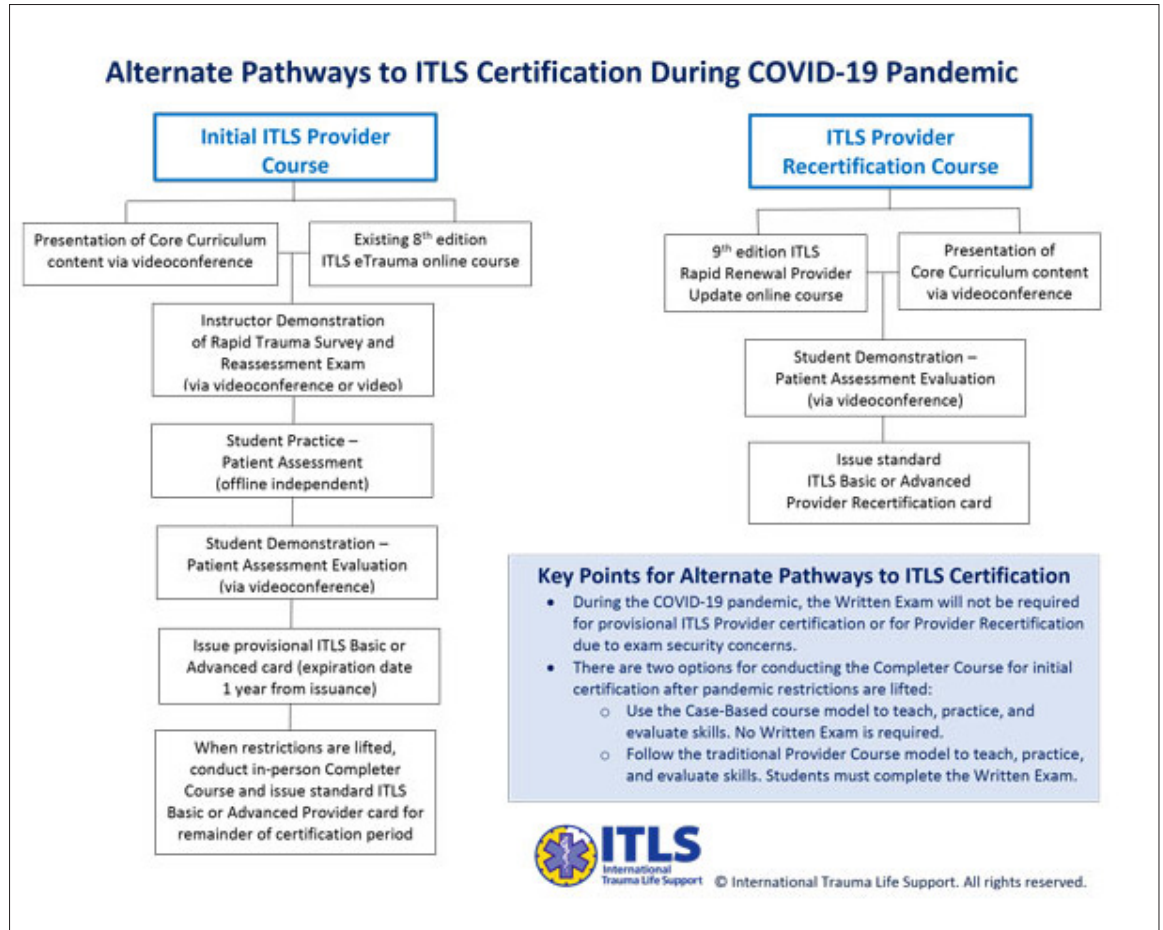 Alternate Pathways to ITLS Certification During COVID-19 Pandemic
Initial ITLS Provider
Course
Presentation of Core Curriculum
content via videoconference
Existing 8th edition
ITLS eTrauma online course
Instructor Demonstration
of Rapid Trauma Survey and
Reassessment Exam
(via videoconference or video)
Student Practice –
Patient Assessment
(offline independent)
Student Demonstration –
Patient Assessment Evaluation
(via videoconference)
Issue provisional ITLS Basic or
Advanced card (expiration date
1 year from issuance)
When restrictions are lifted,
conduct in-person Completer
Course and issue standard ITLS
Basic or Advanced Provider card for
remainder of certification period
ITLS Provider
Recertification Course
9th edition ITLS
Rapid Renewal Provider
Update online course
Presentation of
Core Curriculum content
via videoconference
Student Demonstration –
Patient Assessment Evaluation
(via videoconference)
Issue standard
ITLS Basic or Advanced
Provider Recertification card
Key Points for Alternate Pathways to ITLS Certification
• During the COVID-19 pandemic, the Written Exam will not be required
for provisional ITLS Provider certification or for Provider Recertification
due to exam security concerns.
• There are two options for conducting the Completer Course for initial
certification after pandemic restrictions are lifted:
o Use the Case-Based course model to teach, practice, and
evaluate skills. No Written Exam is required.
o Follow the traditional Provider Course model to teach, practice,
and evaluate skills. Students must complete the Written Exam.
ITLS
International
Trauma Life Support
© International Trauma Life Support. All rights reserved.